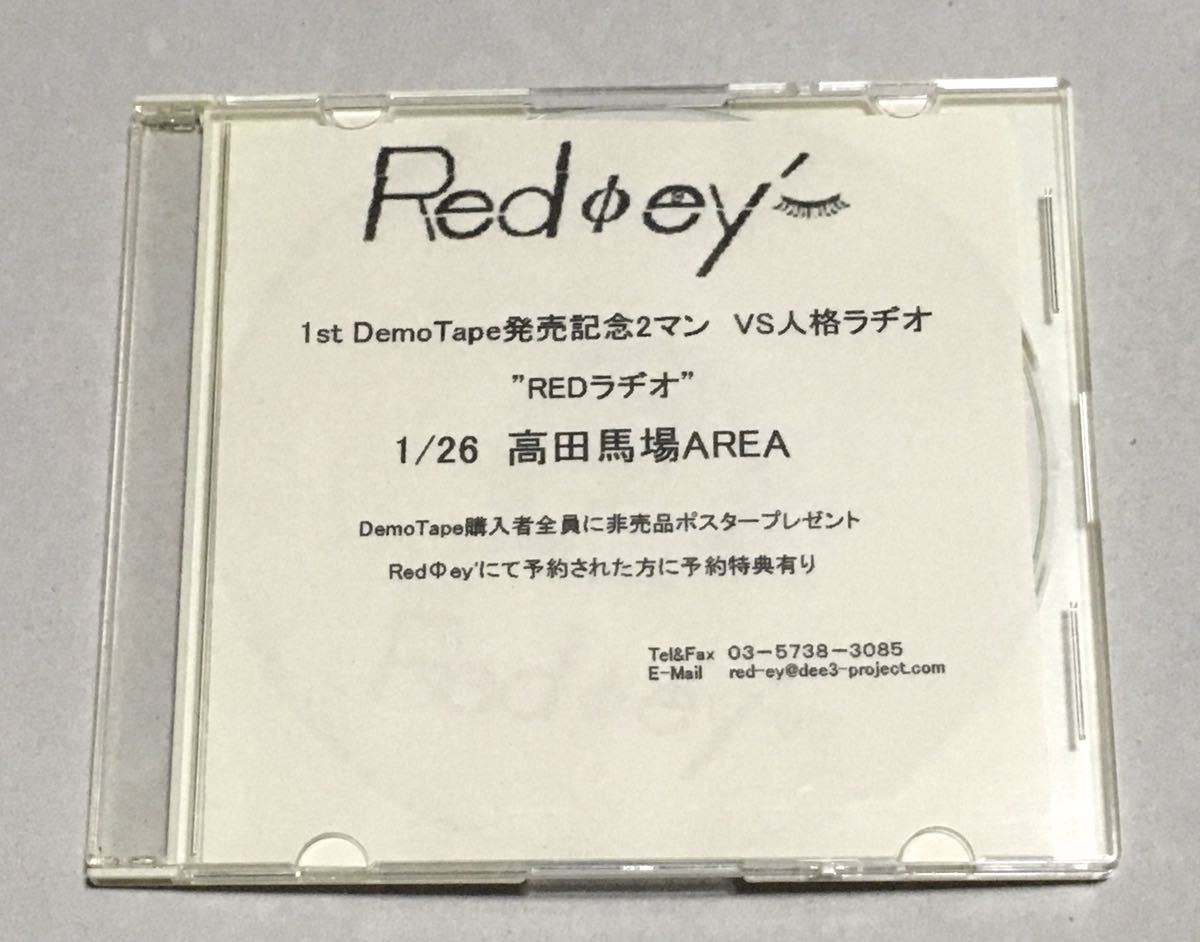 Redφey'
1st DemoTape発売記念2マン　VS人格ラヂオ
”REDラヂオ”
1/26 高田馬場AREA
DemoTape購入者全員に非売品ポスタープレゼント
RedΦey'にて予約された方に予約特典有り
Tel&Fax 03－5738－3085
E-Mail red-ey@dee3-project.com